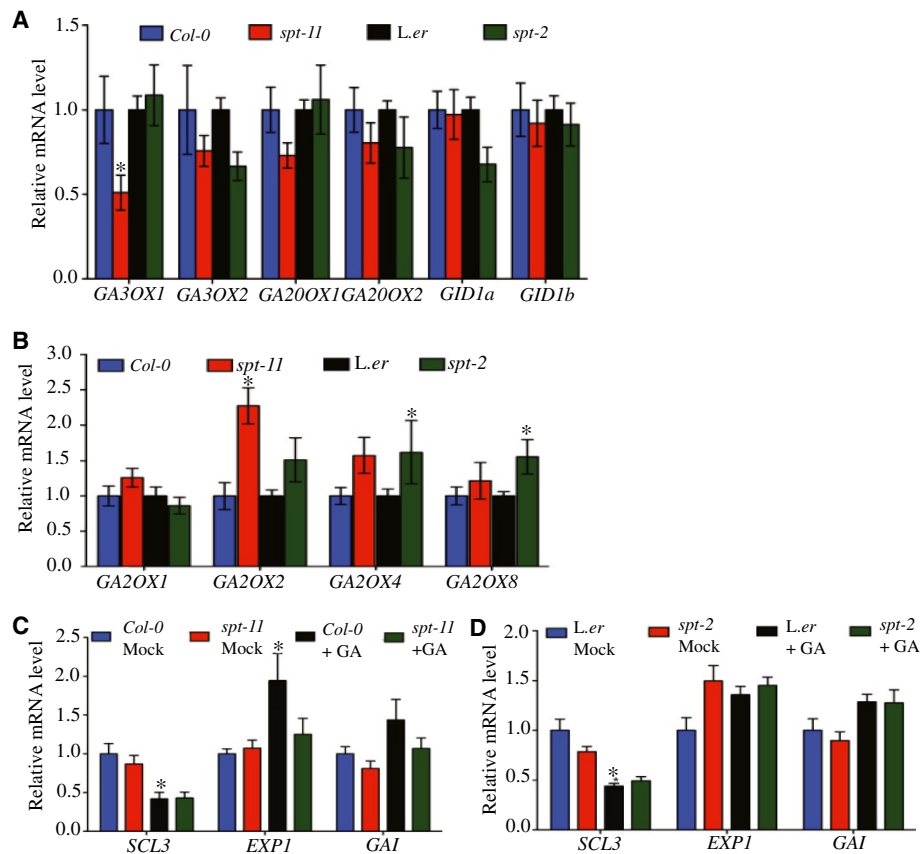 A
Col-0 spt-11 L.er spt-2
Relative mRNA level
1.5
1.0
0.5
0.0
*
GA3OX1 GA3OX2 GA20OX1 GA20OX2 GID1a GID1b
B
Col-0 spt-11 L.er spt-2
Relative mRNA level
3.0
2.5
2.0
1.5
1.0
0.5
0.0
* * *
GA2OX1 GA2OX2 GA2OX4 GA2OX8
C
Col-0 Mock spt-11 Mock Col-0 + GA spt-11 +GA
Relative mRNA level
2.5
2.0
1.5
1.0
0.5
0.0
* *
SCL3 EXP1 GAI
D
L.er Mock spt-2 Mock L.er + GA spt-2 + GA
Relative mRNA level
2.0
1.5
1.0
0.5
0.0
*
SCL3 EXP1 GAI